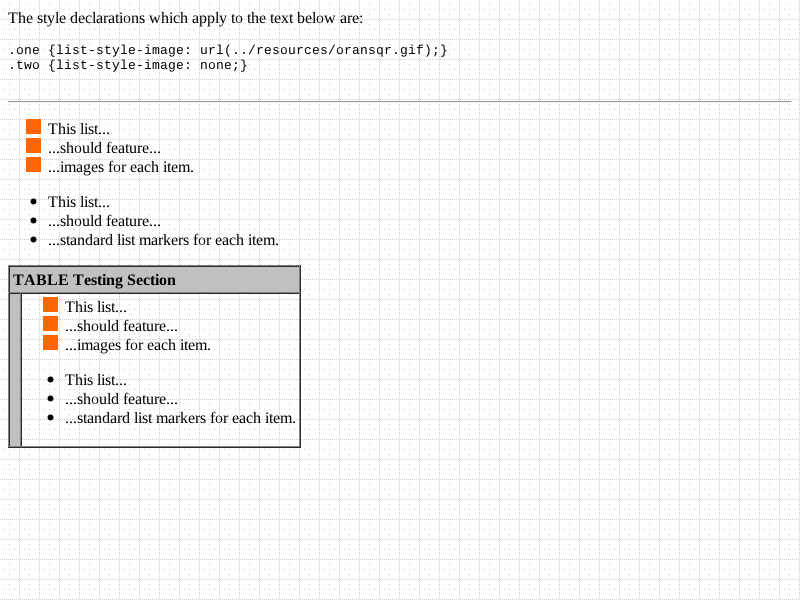 The style declarations which apply to the text below are:
.one {list-style-image: url(../resources/oransqr.gif);}
.two {list-style-image: none;}
This list...
...should feature...
...images for each item.
This list...
...should feature...
...standard list markers for each item.
TABLE Testing Section
This list...
...should feature...
...images for each item.
This list...
...should feature...
...standard list markers for each item.